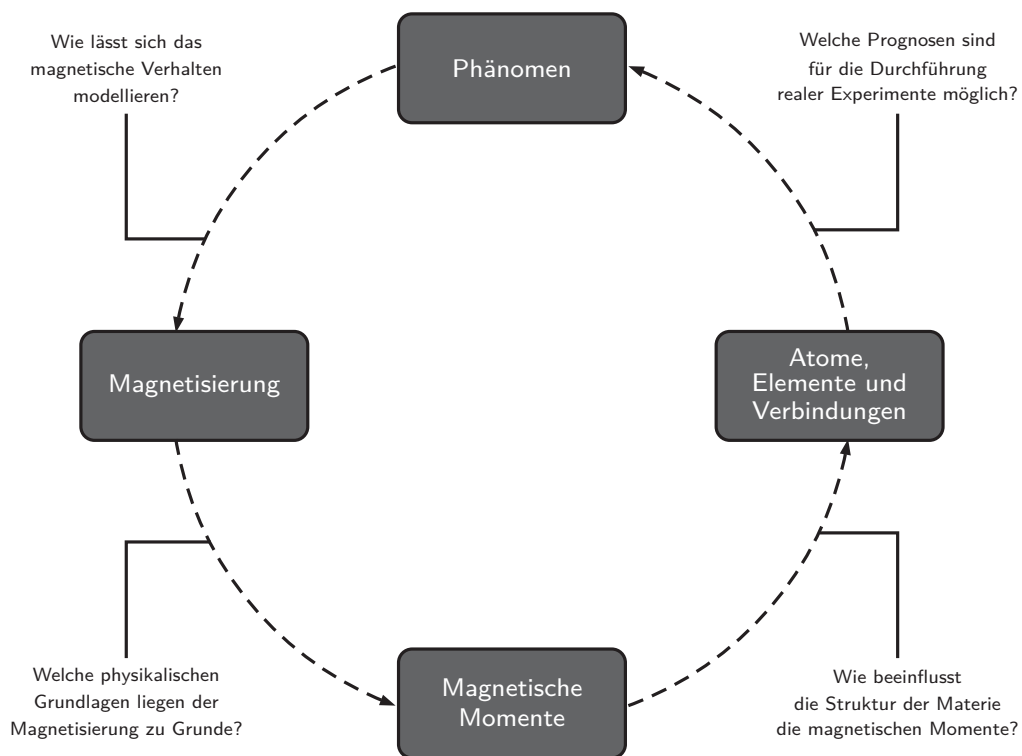 Wie lässt sich das
magnetische Verhalten
modellieren?
Phänomen
Welche Prognosen sind
für die Durchführung
realer Experimente möglich?
Magnetisierung
Atome,
Elemente und
Verbindungen
Welche physikalischen
Grundlagen liegen der
Magnetisierung zu Grunde?
Magnetische
Momente
Wie beeinflusst
die Struktur der Materie
die magnetischen Momente?